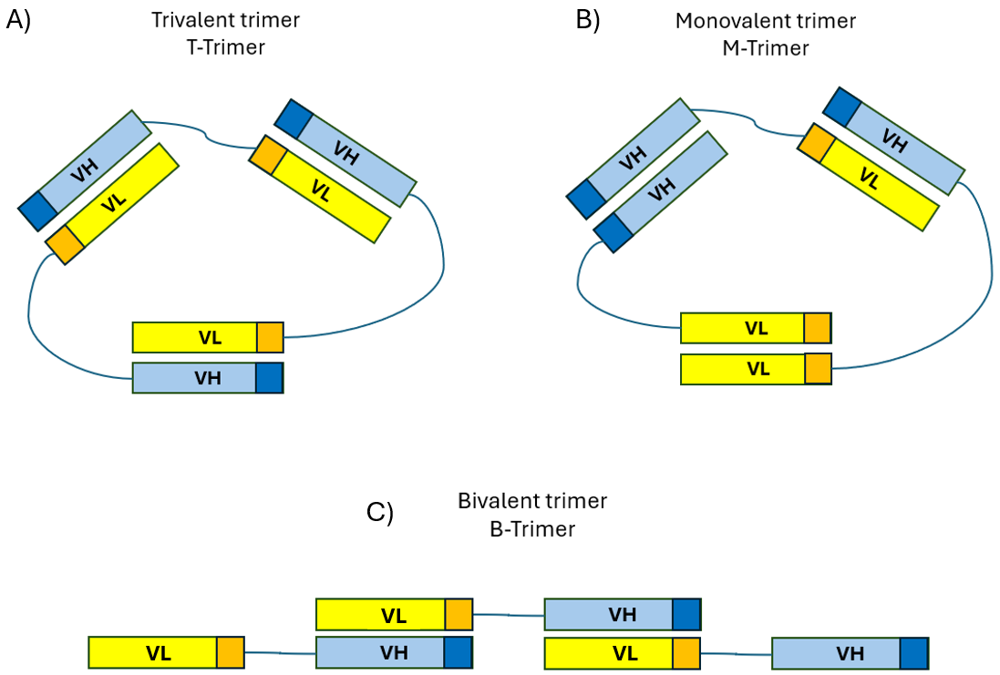 A)
Trivalent trimer
T-Trimer
VH
VL
VH
VL
VL
VH
B)
Monovalent trimer
M-Trimer
VH
VH
VH
VL
VL
VL
C)
Bivalent trimer
B-Trimer
VL
VH
VL
VH
VL
VH